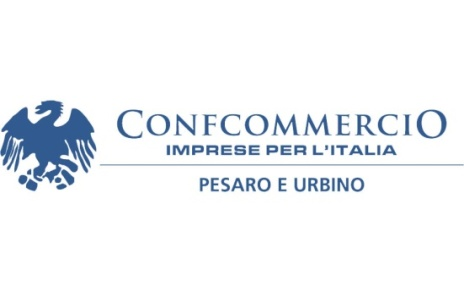 CONFCOMMERCIO
IMPRESE PER L'ITALIA
PESARO E URBINO